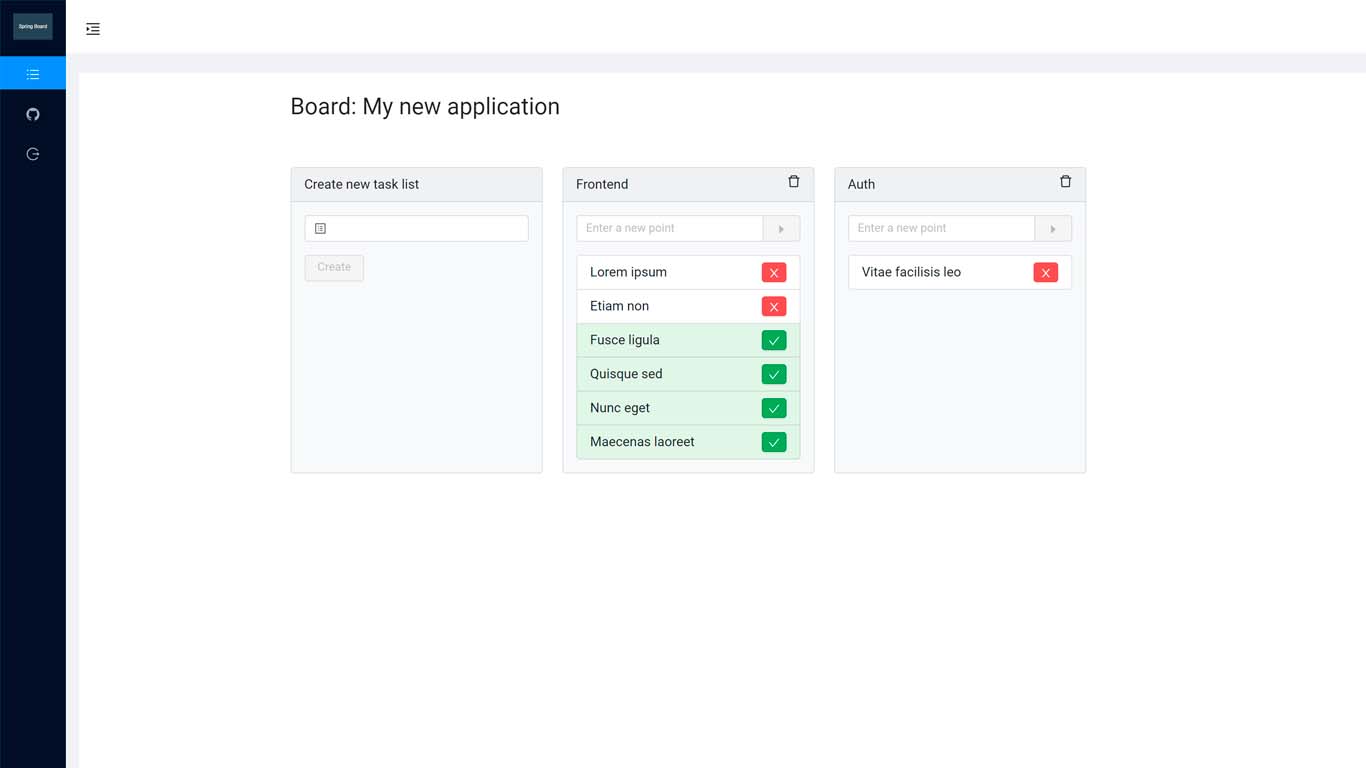 Spring Board
Board: My new application
Create new task list
Create
Frontend
Enter a new point
Lorem ipsum
Etiam non
Fusce ligula
Quisque sed
Nunc eget
Maecenas laoreet
Auth
Enter a new point
Vitae facilisis leo